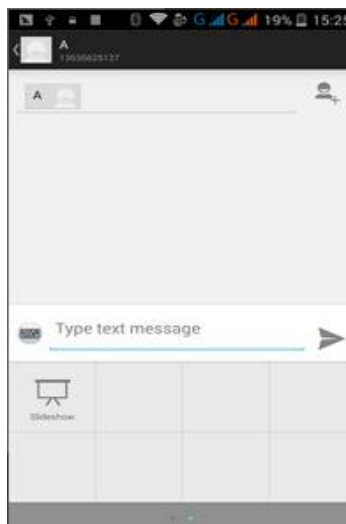 G G 19% 15:25
A
13636625127
A
Type text message
Slideshow